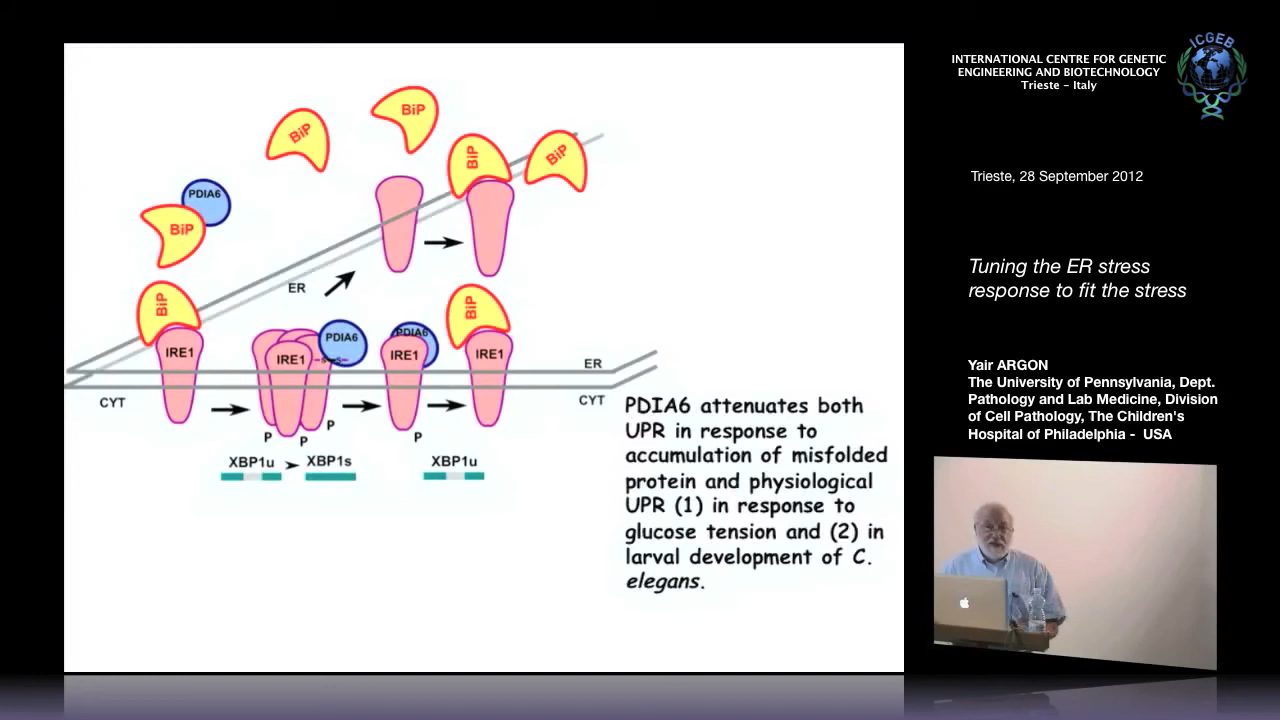 BiP
BiP
BiP
BiP
PDIA6
BiP
ER
BiP
BiP
IRE1
IRE1
PDIA6
-S-S-
PDIA6
IRE1
IRE1
ER
CYT
CYT
P
P
P
P
XBP1u
XBP1s
XBP1u
PDIA6 attenuates both
UPR in response to
accumulation of misfolded
protein and physiological
UPR (1) in response to
glucose tension and (2) in
larval development of C.
elegans.
INTERNATIONAL CENTRE FOR GENETIC
ENGINEERING AND BIOTECHNOLOGY
Trieste - Italy
ICGEB
Trieste, 28 September 2012
Tuning the ER stress
response to fit the stress
Yair ARGON
The University of Pennsylvania, Dept.
Pathology and Lab Medicine, Division
of Cell Pathology, The Children's
Hospital of Philadelphia - USA